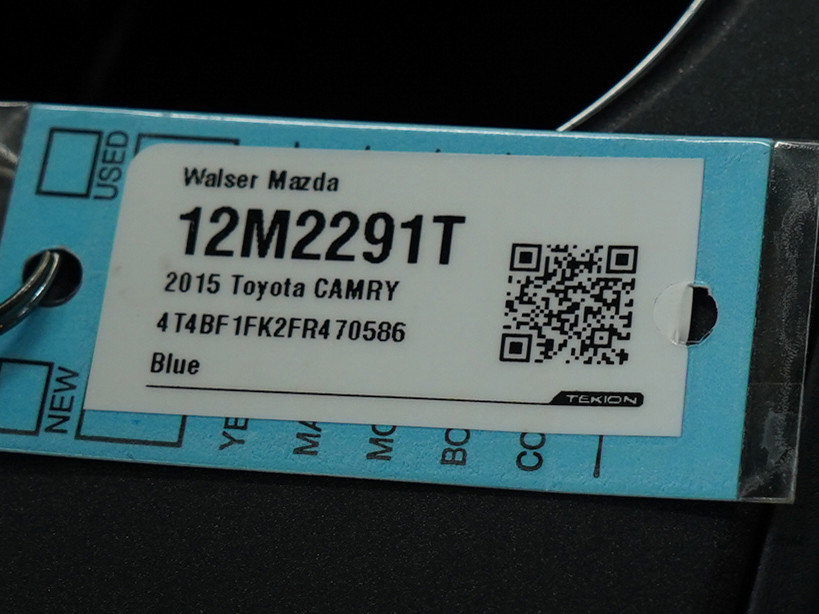 USED
Walser Mazda
12M2291T
2015 Toyota CAMRY
4T4BF1FK2FR470586
Blue
TEKION
NEW